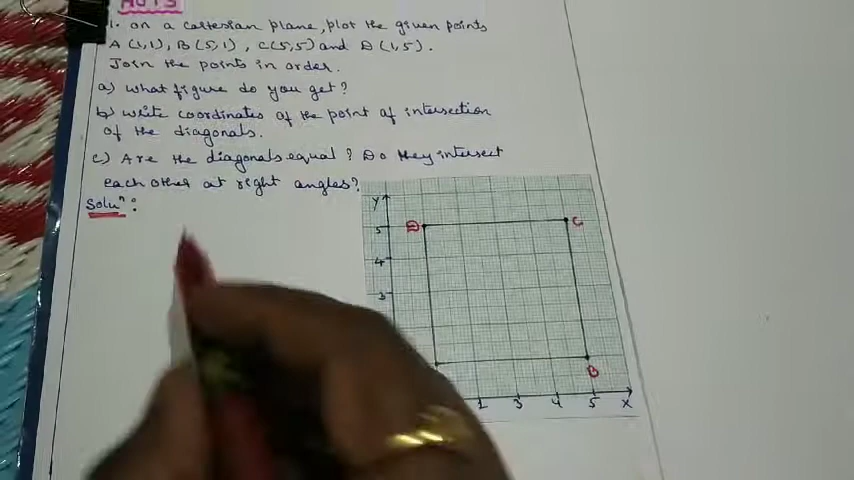 HOTS
1. On a cartesian plane, plot the given points
A (1,1), B (5,1), C (5,5) and D (1,5).
Join the points in order.
a) What figure do you get?
b) Write coordinates of the point of intersection
of the diagonals.
c) Are the diagonals equal? Do they intersect
each other at right angles?
Soluⁿ:
Y
5 D C
4
3
B
2 3 4 5 X